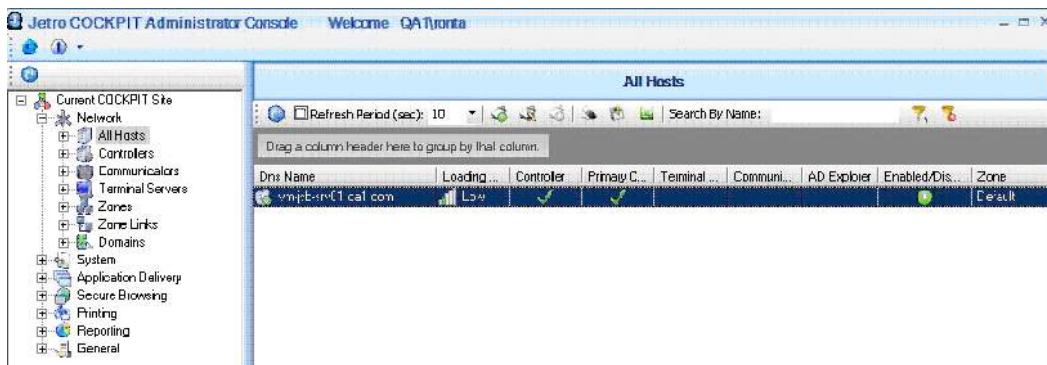 Jetro COCKPIT Administrator Console Welcome QA1\ronta
All Hosts
Current COCKPIT Site
Network
All Hosts
Controllers
Communicators
Terminal Servers
Zones
Zone Links
Domains
System
Application Delivery
Secure Browsing
Printing
Reporting
General
Refresh Period (sec): 10 Search By Name:
Drag a column header here to group by that column.
Dns Name Loading ... Controller Primary C... Terminal ... Communi... AD Explorer Enabled/Dis... Zone
Low Default